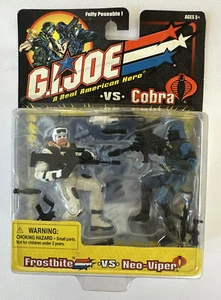 Fully Poseable!
AGES 5+
G.I. JOE
A Real American Hero
·VS· Cobra
WARNING:
CHOKING HAZARD - Small parts.
Not for children under 3 years.
Frostbite ·VS· Neo-Viper